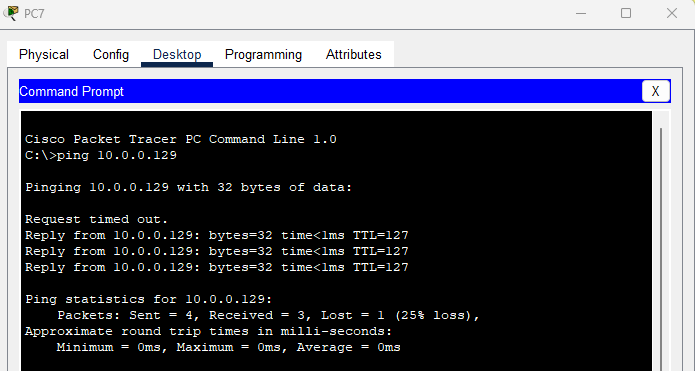 PC7
Physical Config Desktop Programming Attributes
Command Prompt
X
Cisco Packet Tracer PC Command Line 1.0
C:\>ping 10.0.0.129
Pinging 10.0.0.129 with 32 bytes of data:
Request timed out.
Reply from 10.0.0.129: bytes=32 time<1ms TTL=127
Reply from 10.0.0.129: bytes=32 time<1ms TTL=127
Reply from 10.0.0.129: bytes=32 time<1ms TTL=127
Ping statistics for 10.0.0.129:
    Packets: Sent = 4, Received = 3, Lost = 1 (25% loss),
Approximate round trip times in milli-seconds:
    Minimum = 0ms, Maximum = 0ms, Average = 0ms